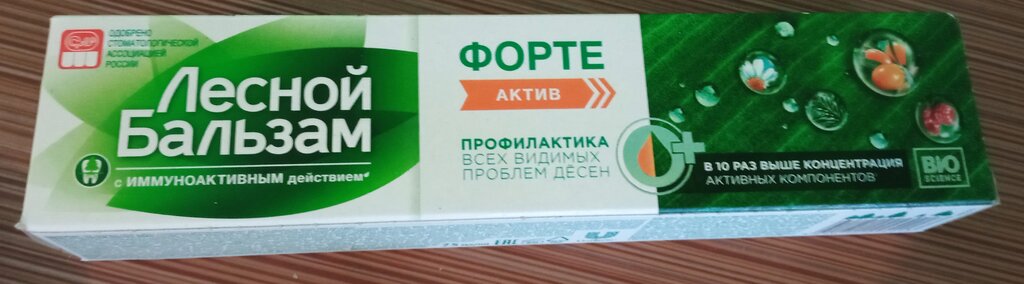 ОДОБРЕНО
СТОМАТОЛОГИЧЕСКОЙ
АССОЦИАЦИЕЙ
РОССИИ
Лесной
Бальзам
с ИММУНОАКТИВНЫМ действием
ФОРТЕ
АКТИВ
ПРОФИЛАКТИКА
ВСЕХ ВИДИМЫХ
ПРОБЛЕМ ДЁСЕН
В 10 РАЗ ВЫШЕ КОНЦЕНТРАЦИЯ
АКТИВНЫХ КОМПОНЕНТОВ
BIO
SCIENCE
EAC